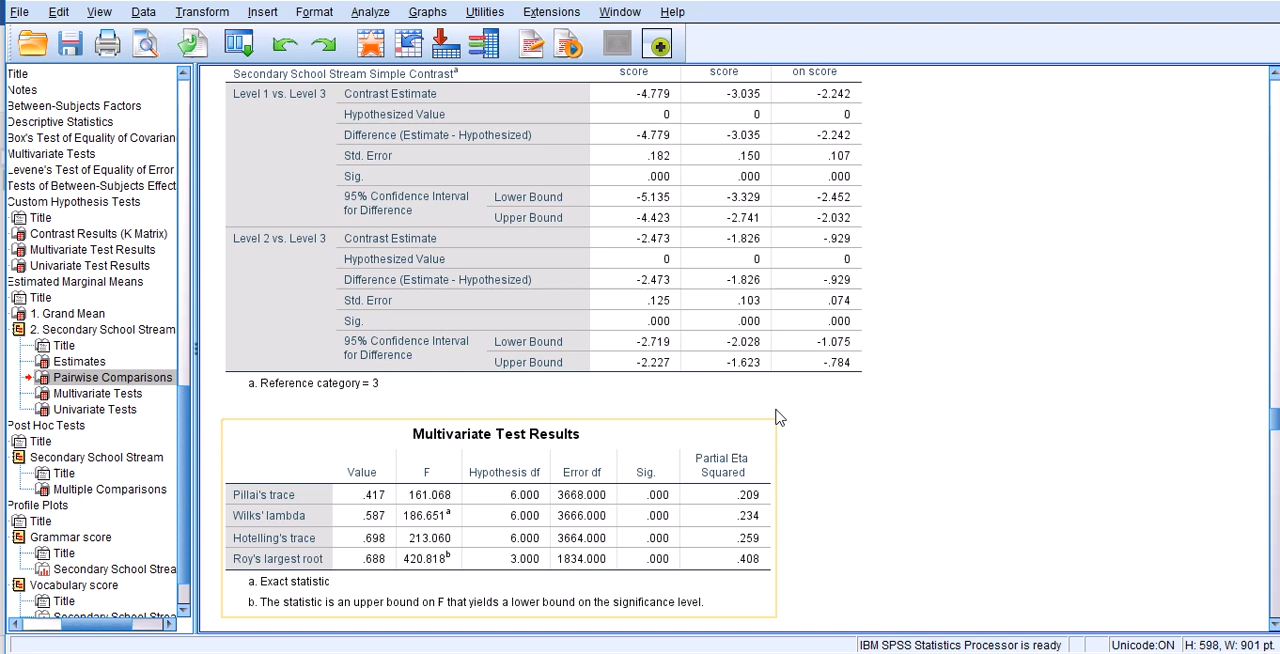 File Edit View Data Transform Insert Format Analyze Graphs Utilities Extensions Window Help
Title
Notes
Between-Subjects Factors
Descriptive Statistics
Box's Test of Equality of Covarian
Multivariate Tests
Levene's Test of Equality of Error
Tests of Between-Subjects Effect
Custom Hypothesis Tests
Title
Contrast Results (K Matrix)
Multivariate Test Results
Univariate Test Results
Estimated Marginal Means
Title
1. Grand Mean
2. Secondary School Stream
Title
Estimates
Pairwise Comparisons
Multivariate Tests
Univariate Tests
Post Hoc Tests
Title
Secondary School Stream
Title
Multiple Comparisons
Profile Plots
Title
Grammar score
Title
Secondary School Strea
Vocabulary score
Title
Secondary School Strea
Secondary School Stream Simple Contrast^a score score on score
Level 1 vs. Level 3 Contrast Estimate -4.779 -3.035 -2.242
Hypothesized Value 0 0 0
Difference (Estimate - Hypothesized) -4.779 -3.035 -2.242
Std. Error .182 .150 .107
Sig. .000 .000 .000
95% Confidence Interval for Difference Lower Bound -5.135 -3.329 -2.452
Upper Bound -4.423 -2.741 -2.032
Level 2 vs. Level 3 Contrast Estimate -2.473 -1.826 -.929
Hypothesized Value 0 0 0
Difference (Estimate - Hypothesized) -2.473 -1.826 -.929
Std. Error .125 .103 .074
Sig. .000 .000 .000
95% Confidence Interval for Difference Lower Bound -2.719 -2.028 -1.075
Upper Bound -2.227 -1.623 -.784
a. Reference category = 3
Multivariate Test Results
Value F Hypothesis df Error df Sig. Partial Eta Squared
Pillai's trace .417 161.068 6.000 3668.000 .000 .209
Wilks' lambda .587 186.651^a 6.000 3666.000 .000 .234
Hotelling's trace .698 213.060 6.000 3664.000 .000 .259
Roy's largest root .688 420.818^b 3.000 1834.000 .000 .408
a. Exact statistic
b. The statistic is an upper bound on F that yields a lower bound on the significance level.
IBM SPSS Statistics Processor is ready Unicode:ON H: 598, W: 901 pt.